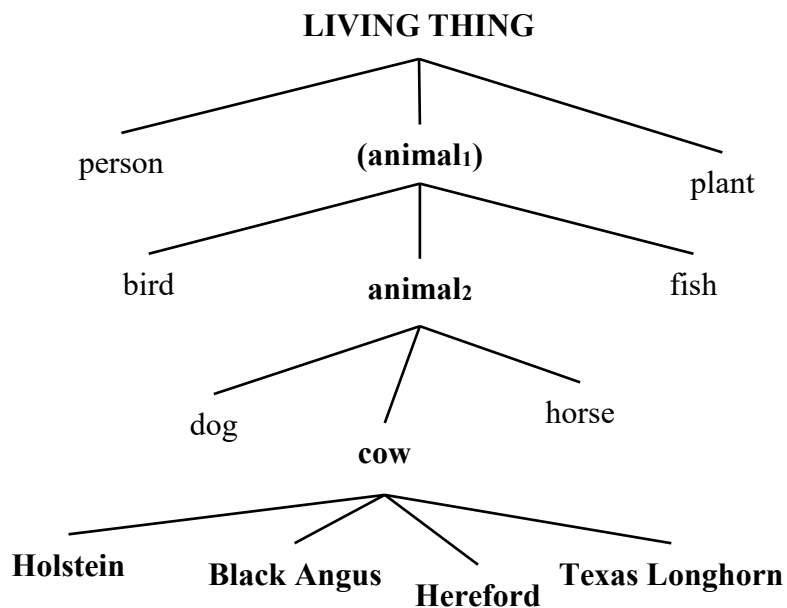 LIVING THING
person (animal₁) plant
bird animal₂ fish
dog cow horse
Holstein Black Angus Hereford Texas Longhorn